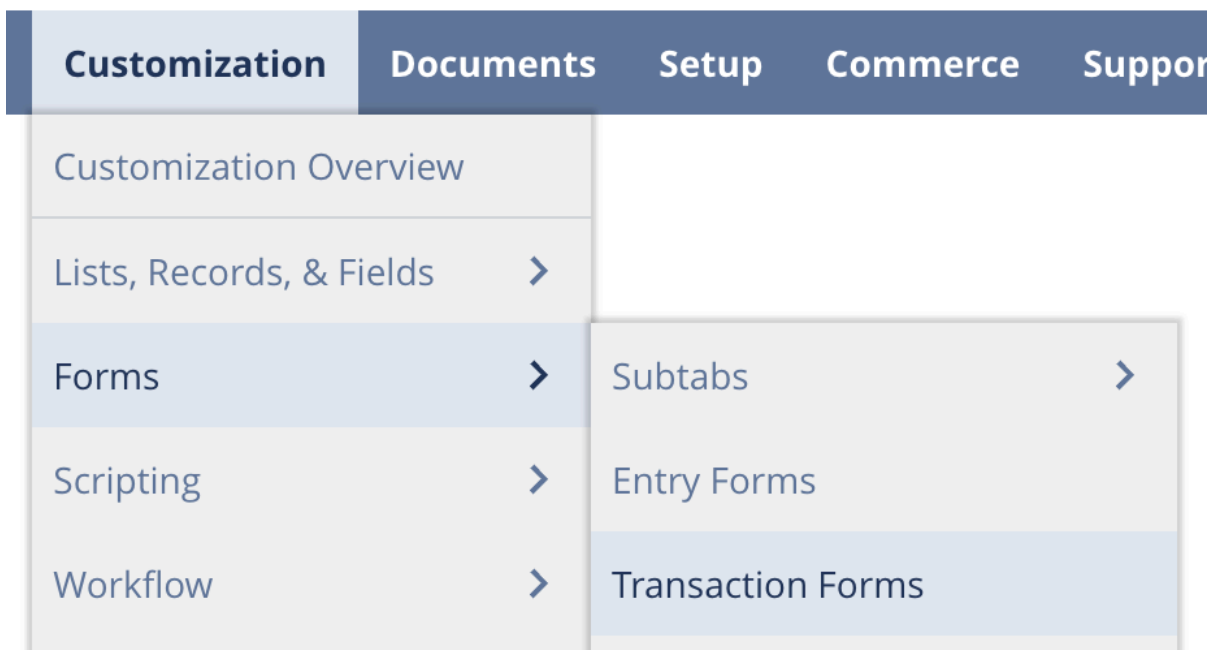 Customization Documents Setup Commerce
Customization Overview
Lists, Records, & Fields
Forms
Subtabs
Scripting
Entry Forms
Workflow
Transaction Forms